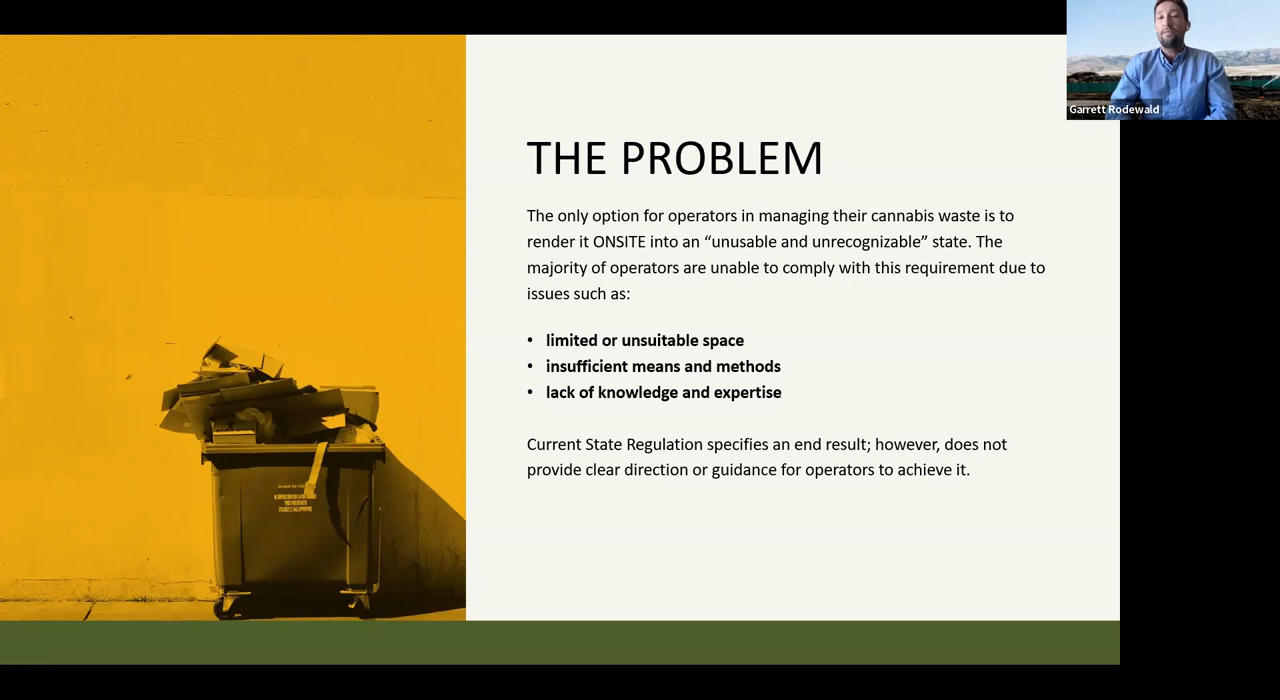 Garrett Rodewald
THE PROBLEM
The only option for operators in managing their cannabis waste is to
render it ONSITE into an “unusable and unrecognizable” state. The
majority of operators are unable to comply with this requirement due to
issues such as:
• limited or unsuitable space
• insufficient means and methods
• lack of knowledge and expertise
Current State Regulation specifies an end result; however, does not
provide clear direction or guidance for operators to achieve it.